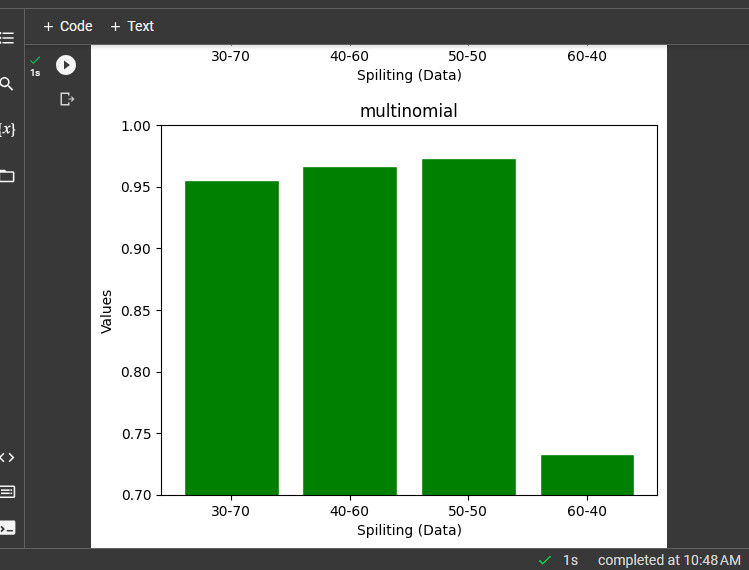 + Code + Text
1s
30-70 40-60 50-50 60-40
Spiliting (Data)
{x}
multinomial
1.00
0.95
0.90
0.85
0.80
0.75
0.70
Values
30-70 40-60 50-50 60-40
Spiliting (Data)
1s completed at 10:48 AM